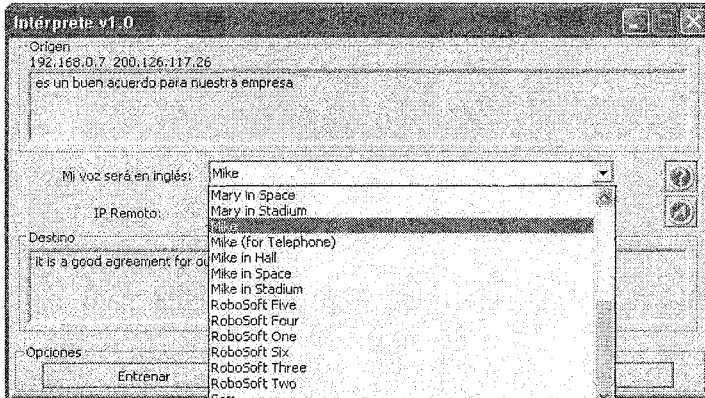 Intérprete v1.0
Origen
192.168.0.7 200.126.117.26
es un buen acuerdo para nuestra empresa
Mi voz será en inglés:
Mike
IP Remoto:
Mary in Space
Mary in Stadium
Mike
Mike (for Telephone)
Mike in Hall
Mike in Space
Mike in Stadium
RoboSoft Five
RoboSoft Four
RoboSoft One
RoboSoft Six
RoboSoft Three
RoboSoft Two
Destino
it is a good agreement for
Opciones
Entrenar